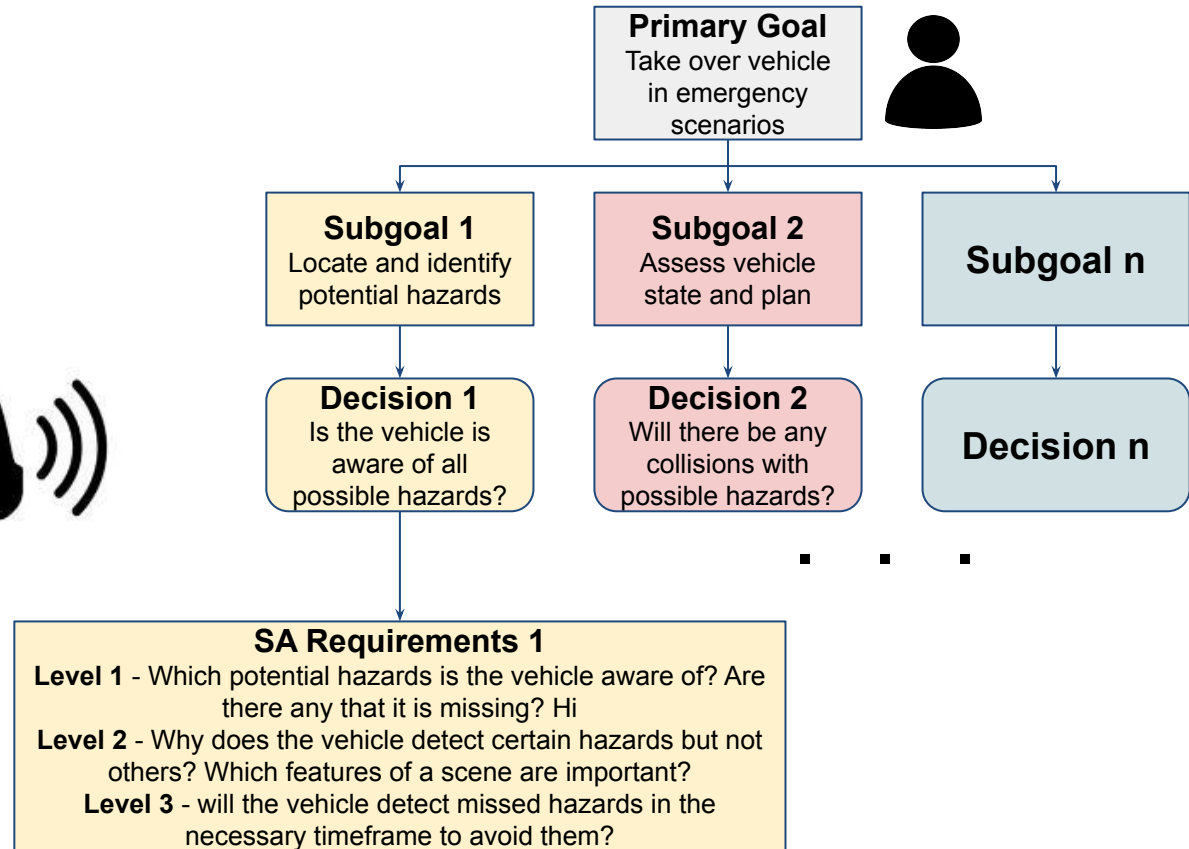 Primary Goal
Take over vehicle
in emergency
scenarios
Subgoal 1
Locate and identify
potential hazards
Subgoal 2
Assess vehicle
state and plan
Subgoal n
Decision 1
Is the vehicle is
aware of all
possible hazards?
Decision 2
Will there be any
collisions with
possible hazards?
Decision n
. . .
SA Requirements 1
Level 1 - Which potential hazards is the vehicle aware of? Are
there any that it is missing? Hi
Level 2 - Why does the vehicle detect certain hazards but not
others? Which features of a scene are important?
Level 3 - will the vehicle detect missed hazards in the
necessary timeframe to avoid them?